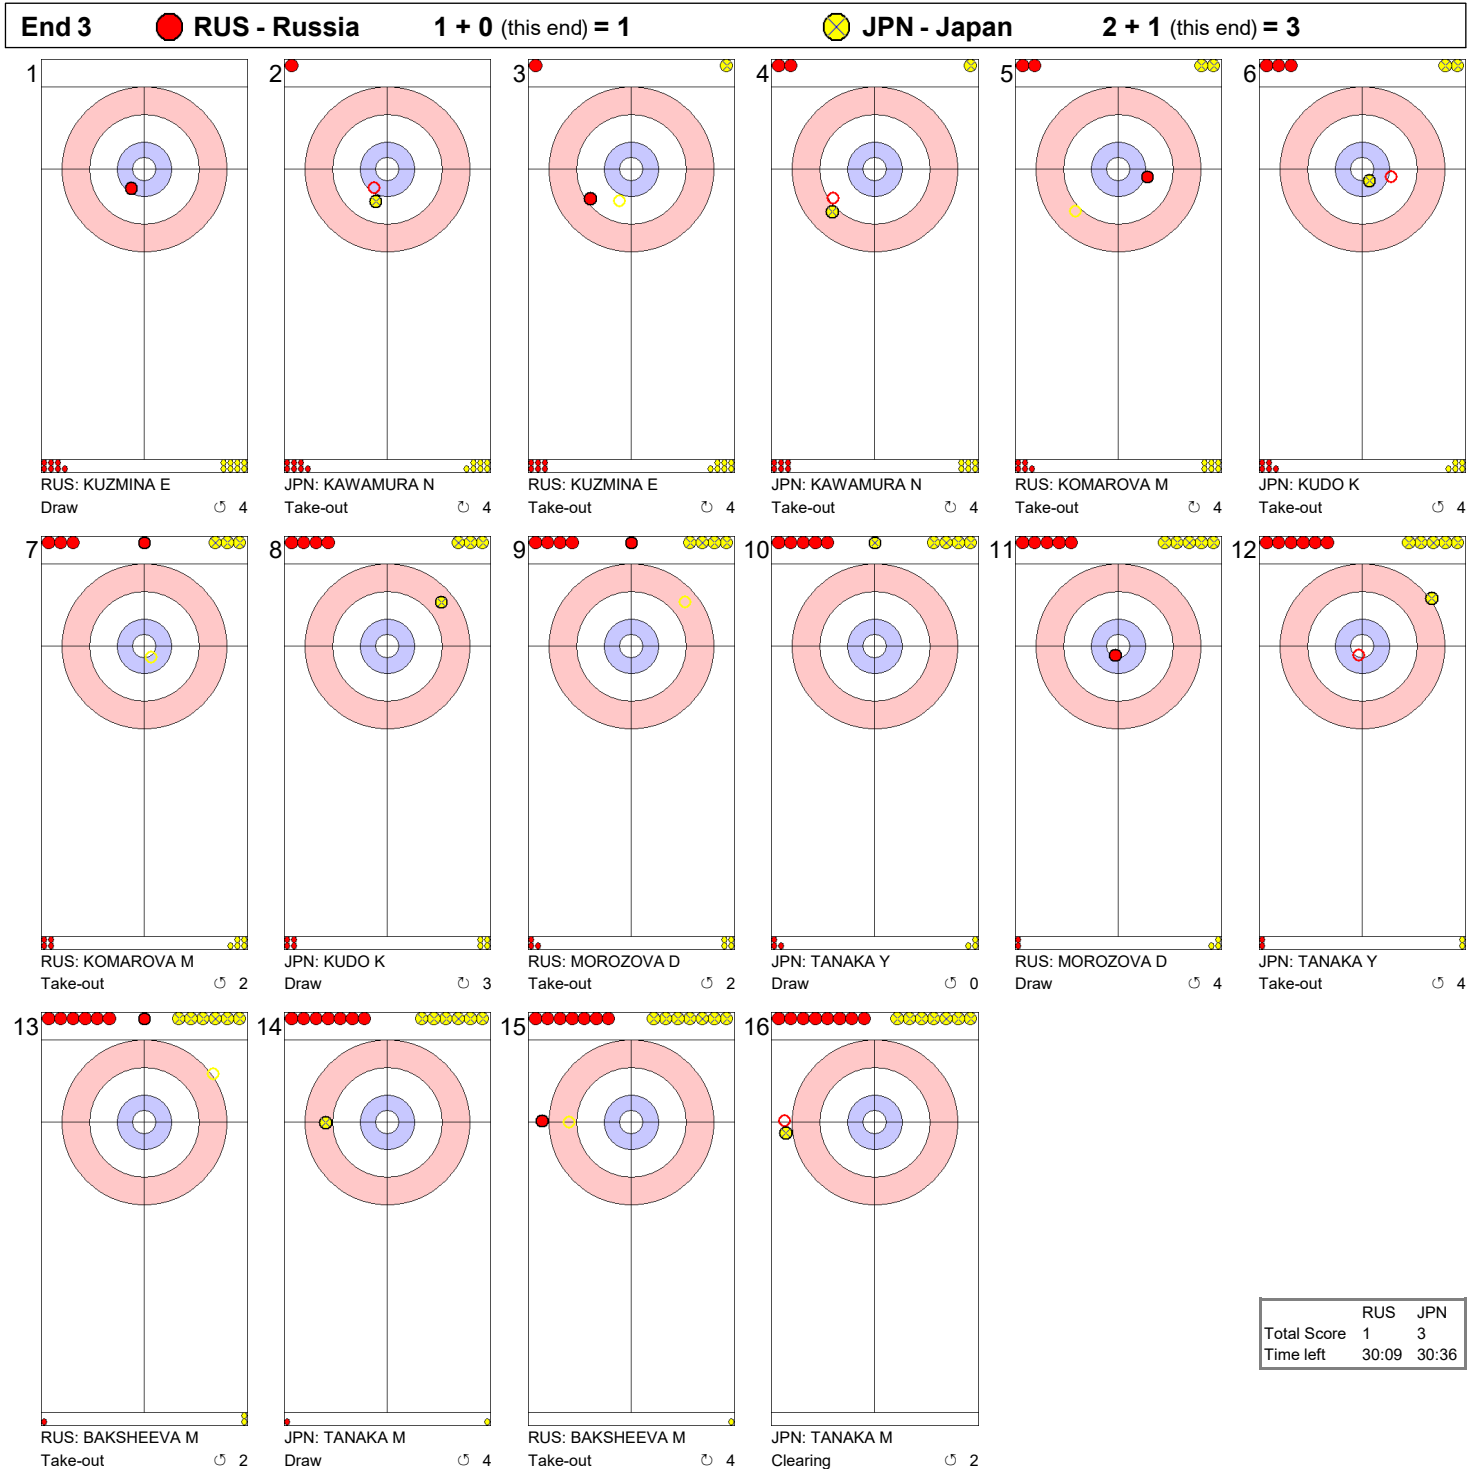 End 3 RUS - Russia 1 + 0 (this end) = 1 JPN - Japan 2 + 1 (this end) = 3
1 2 3 4 5 6
RUS: KUZMINA E JPN: KAWAMURA N RUS: KUZMINA E JPN: KAWAMURA N RUS: KOMAROVA M JPN: KUDO K
Draw ↺ 4 Take-out ↻ 4 Take-out ↻ 4 Take-out ↻ 4 Take-out ↺ 4 Take-out ↻ 4
7 8 9 10 11 12
RUS: KOMAROVA M JPN: KUDO K RUS: MOROZOVA D JPN: TANAKA Y RUS: MOROZOVA D JPN: TANAKA Y
Take-out ↺ 2 Draw ↻ 3 Take-out ↺ 2 Draw ↺ 0 Draw ↺ 4 Take-out ↺ 4
13 14 15 16
RUS JPN
Total Score 1 3
Time left 30:09 30:36
RUS: BAKSHEEVA M JPN: TANAKA M RUS: BAKSHEEVA M JPN: TANAKA M
Take-out ↺ 2 Draw ↺ 4 Take-out ↻ 4 Clearing ↺ 2